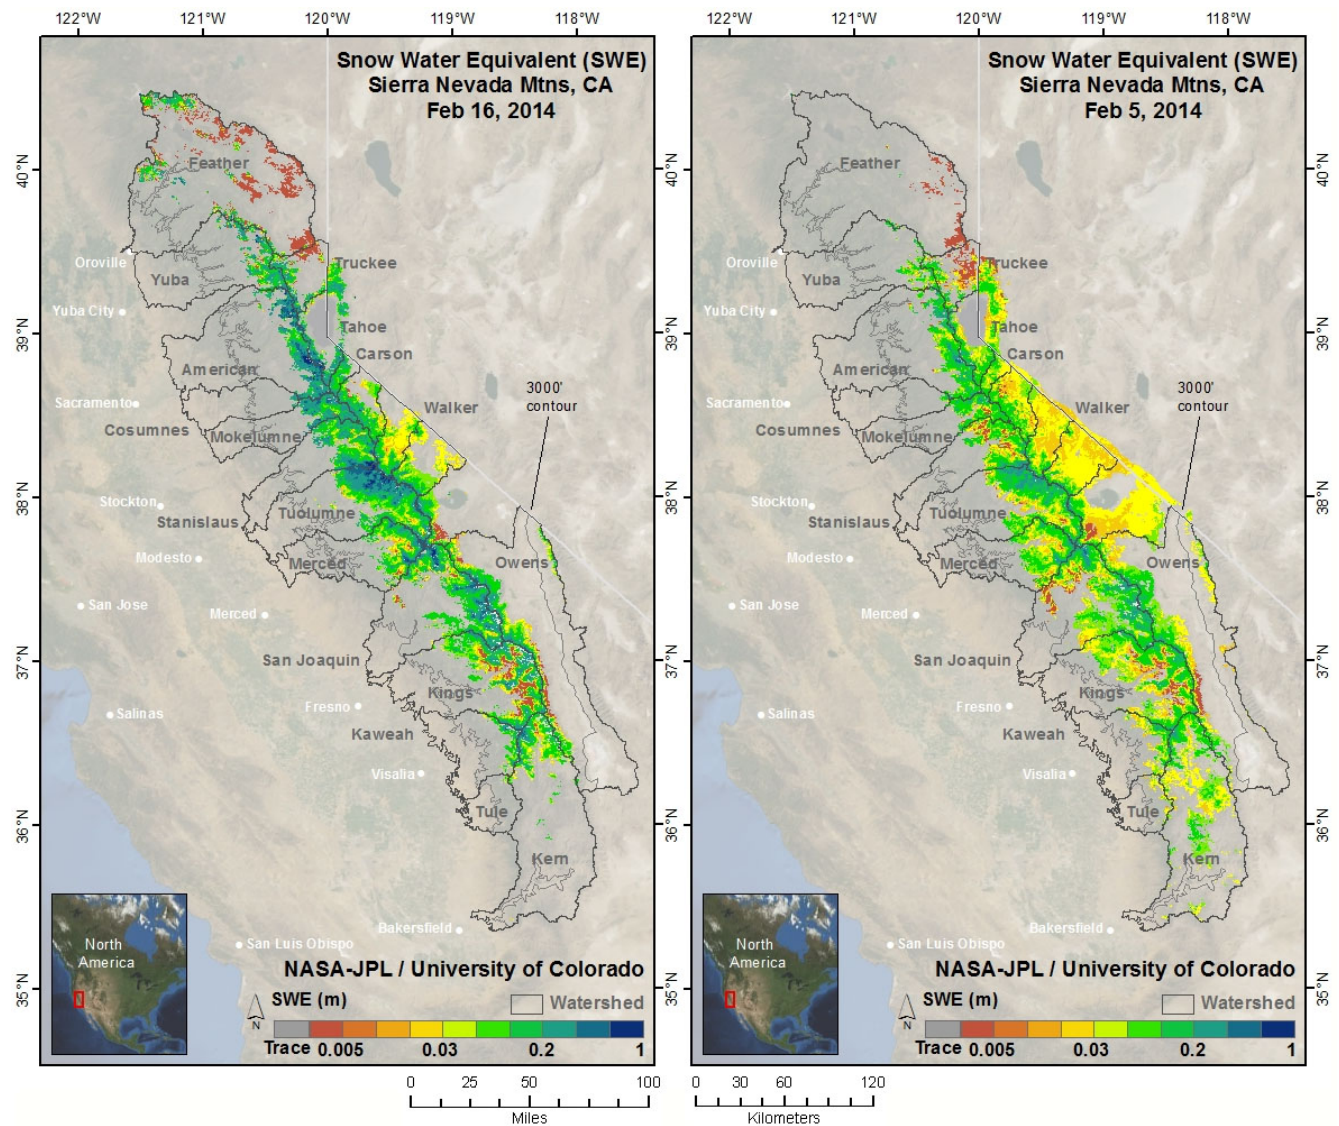 122°W 121°W 120°W 119°W 118°W
122°W 121°W 120°W 119°W 118°W
Snow Water Equivalent (SWE)
Sierra Nevada Mtns, CA
Feb 16, 2014
40°N
39°N
38°N
37°N
36°N
35°N
Feather
Truckee
Oroville
Yuba
Yuba City
Tahoe
Carson
American
3000'
contour
Sacramento
Walker
Cosumnes
Mokelumne
Stockton
Tuolumne
Stanislaus
Modesto
Merced
Owens
San Jose
Merced
San Joaquin
Kings
Fresno
Salinas
Kaweah
Visalia
Tule
Kern
Bakersfield
San Luis Obispo
North
America
NASA-JPL / University of Colorado
SWE (m)
Watershed
N
Trace 0.005 0.03 0.2 1
Snow Water Equivalent (SWE)
Sierra Nevada Mtns, CA
Feb 5, 2014
40°N
39°N
38°N
37°N
36°N
35°N
Feather
Truckee
Oroville
Yuba
Yuba City
Tahoe
Carson
American
3000'
contour
Sacramento
Walker
Cosumnes
Mokelumne
Stockton
Tuolumne
Stanislaus
Modesto
Merced
Owens
San Jose
Merced
San Joaquin
Kings
Fresno
Salinas
Kaweah
Visalia
Tule
Kern
Bakersfield
San Luis Obispo
North
America
NASA-JPL / University of Colorado
SWE (m)
Watershed
N
Trace 0.005 0.03 0.2 1
40°N
39°N
38°N
37°N
36°N
35°N
0 25 50 100
Miles
0 30 60 120
Kilometers